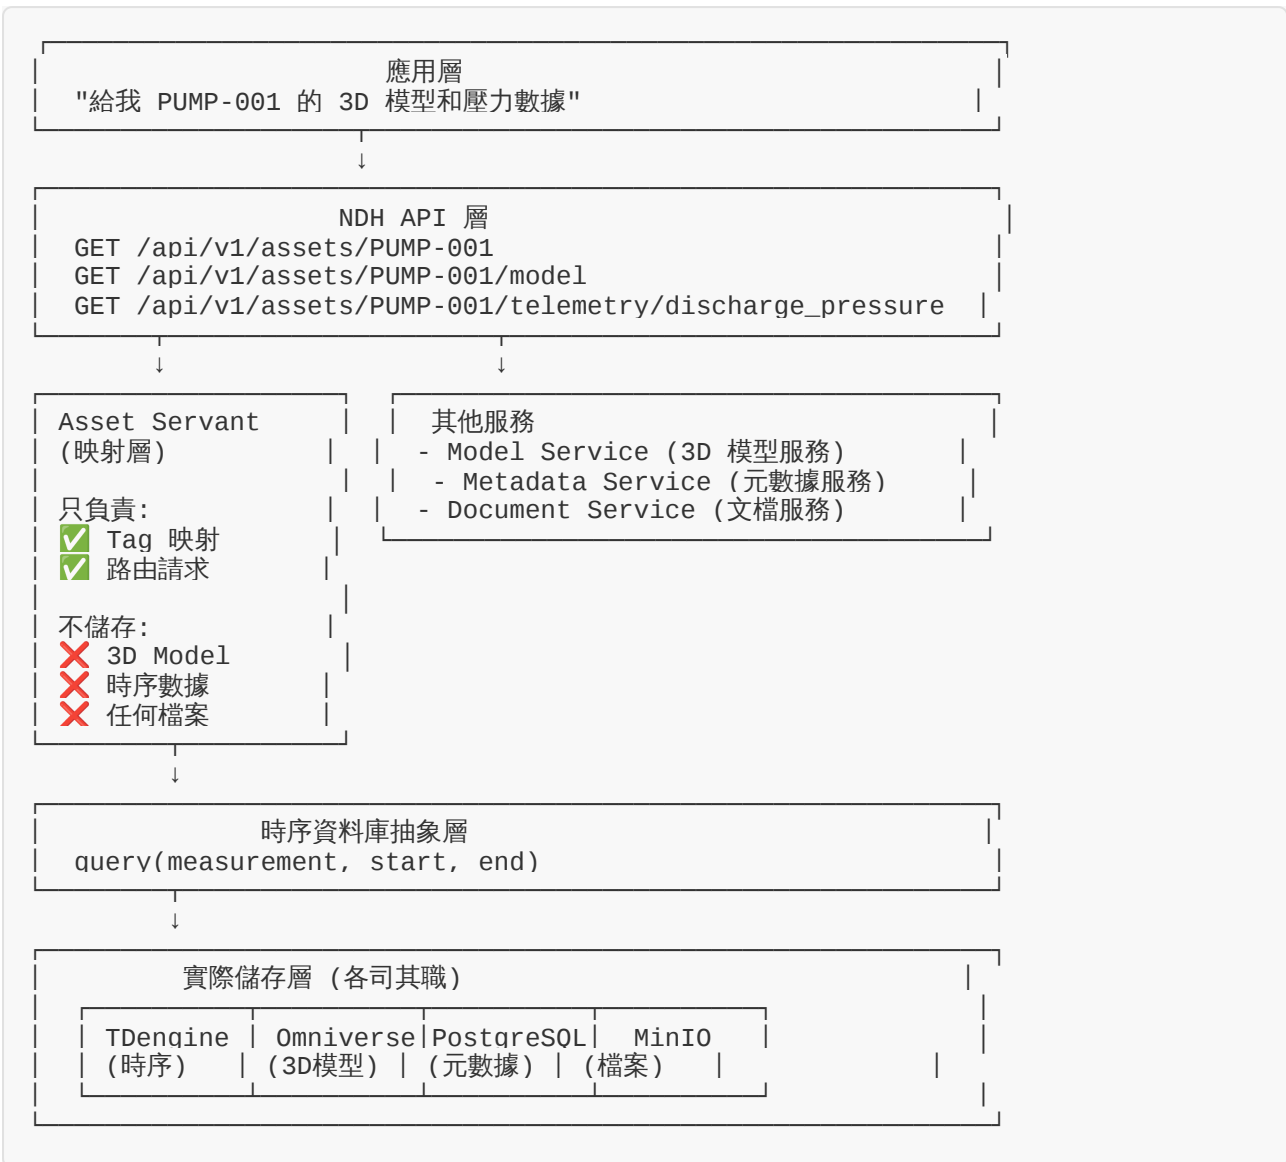 應用層
"給我 PUMP-001 的 3D 模型和壓力數據"
↓
NDH API 層
GET /api/v1/assets/PUMP-001
GET /api/v1/assets/PUMP-001/model
GET /api/v1/assets/PUMP-001/telemetry/discharge_pressure
↓ ↓
Asset Servant
(映射層)
只負責:
✅ Tag 映射
✅ 路由請求
不儲存:
❌ 3D Model
❌ 時序數據
❌ 任何檔案
其他服務
- Model Service (3D 模型服務)
- Metadata Service (元數據服務)
- Document Service (文檔服務)
↓
時序資料庫抽象層
query(measurement, start, end)
↓
實際儲存層 (各司其職)
TDengine │ Omniverse│PostgreSQL│ MinIO
(時序) │ (3D模型) │ (元數據) │ (檔案)